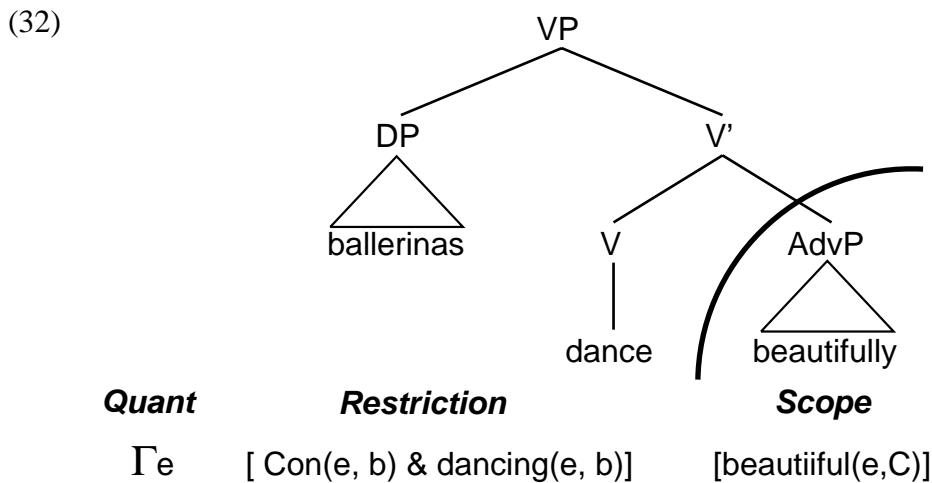 (32)
VP
DP V’
ballerinas V AdvP
dance beautifully
Quant Restriction Scope
Γe [ Con(e, b) & dancing(e, b)] [beautiiful(e,C)]